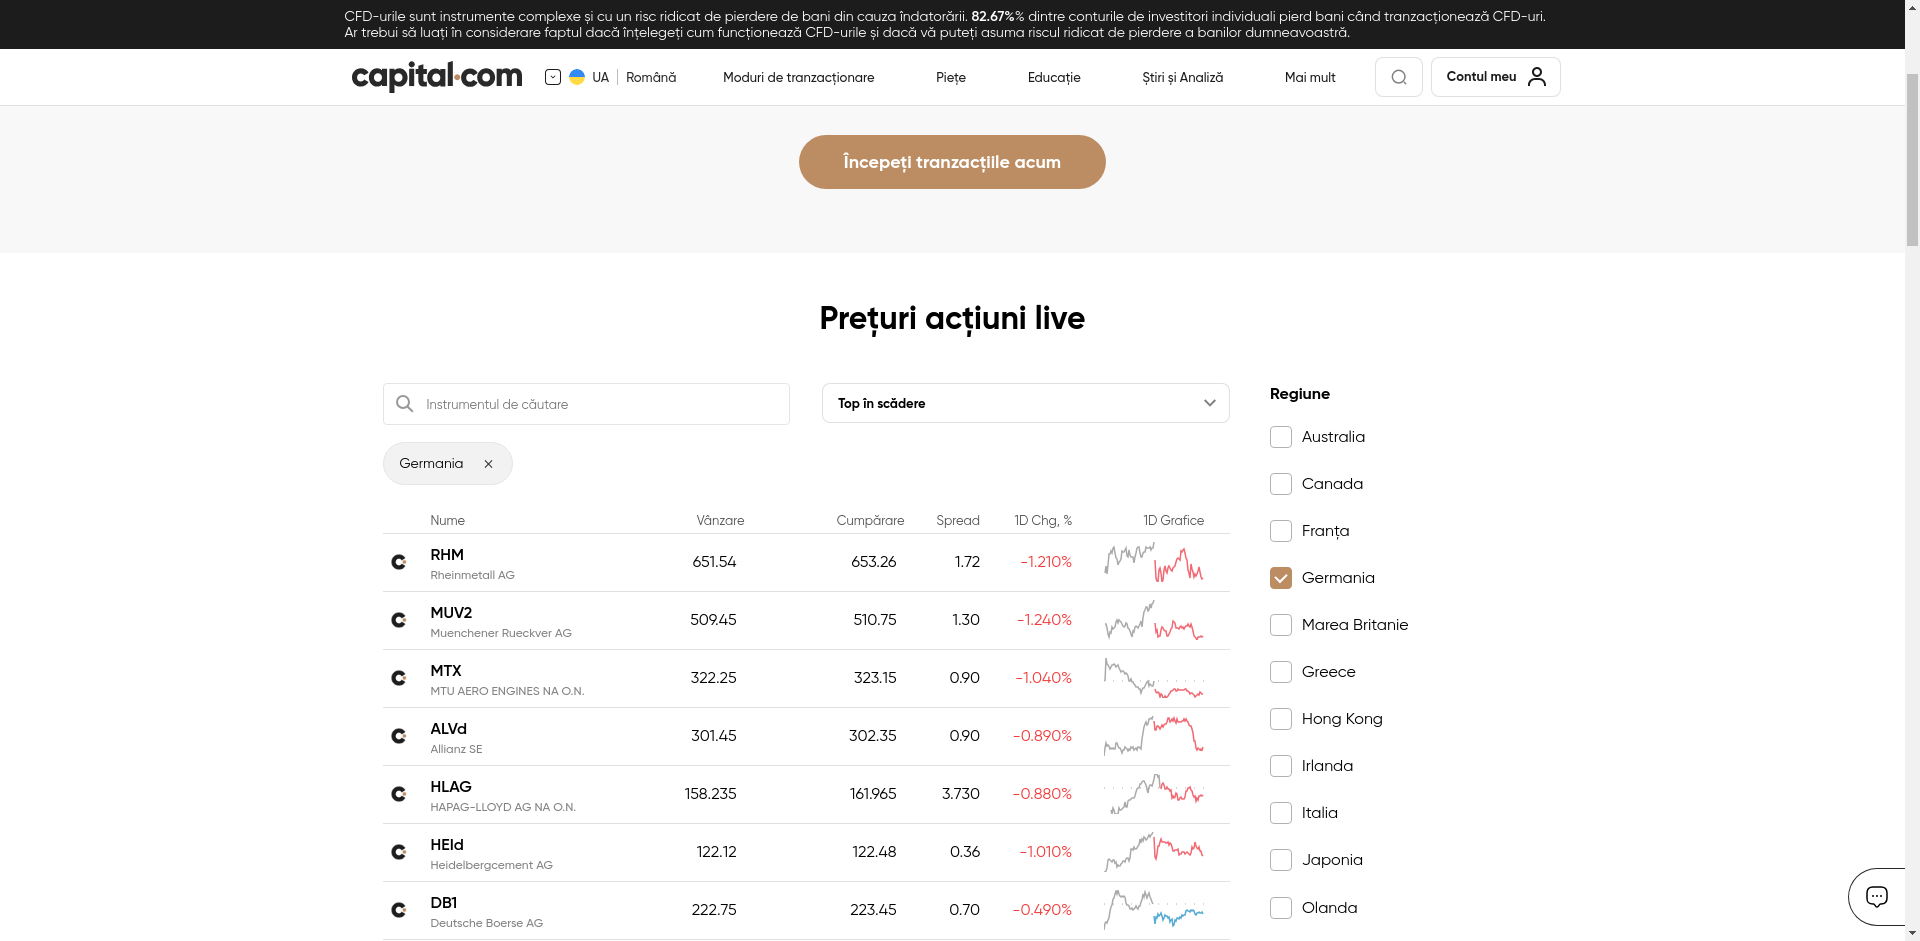 CFD-urile sunt instrumente complexe și cu un risc ridicat de pierdere de bani din cauza îndatorării. 82.67%% dintre conturile de investitori individuali pierd bani când tranzacționează CFD-uri.
Ar trebui să luați în considerare faptul dacă înțelegeți cum funcționează CFD-urile și dacă vă puteți asuma riscul ridicat de pierdere a banilor dumneavoastră.
capital.com UA Română Moduri de tranzacționare Piețe Educație Știri și Analiză Mai mult Contul meu
Începeți tranzacțiile acum
Prețuri acțiuni live
Instrumentul de căutare Top în scădere
Germania
Nume Vânzare Cumpărare Spread 1D Chg, % 1D Grafice
RHM 651.54 653.26 1.72 -1.210%
Rheinmetall AG
MUV2 509.45 510.75 1.30 -1.240%
Muenchener Rueckver AG
MTX 322.25 323.15 0.90 -1.040%
MTU AERO ENGINES NA O.N.
ALVd 301.45 302.35 0.90 -0.890%
Allianz SE
HLAG 158.235 161.965 3.730 -0.880%
HAPAG-LLOYD AG NA O.N.
HEId 122.12 122.48 0.36 -1.010%
Heidelbergcement AG
DB1 222.75 223.45 0.70 -0.490%
Deutsche Boerse AG
Regiune
Australia
Canada
Franța
Germania
Marea Britanie
Greece
Hong Kong
Irlanda
Italia
Japonia
Olanda